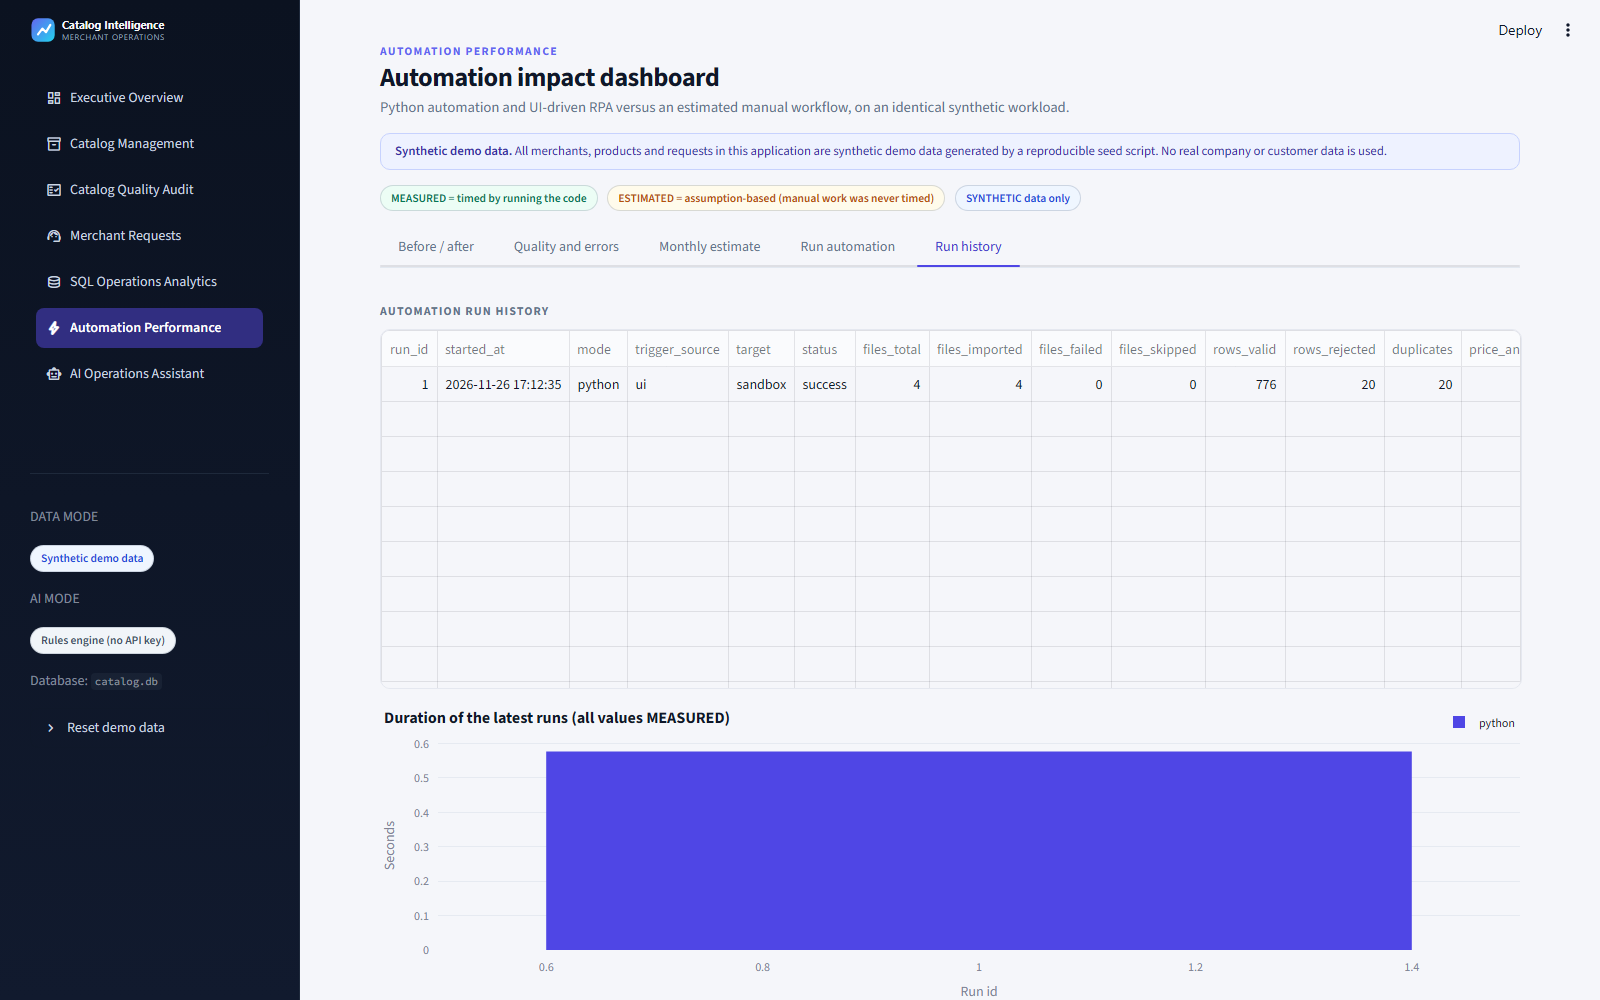 Catalog Intelligence
MERCHANT OPERATIONS
Executive Overview
Catalog Management
Catalog Quality Audit
Merchant Requests
SQL Operations Analytics
Automation Performance
AI Operations Assistant
DATA MODE
Synthetic demo data
AI MODE
Rules engine (no API key)
Database: catalog.db
Reset demo data
Deploy
AUTOMATION PERFORMANCE
Automation impact dashboard
Python automation and UI-driven RPA versus an estimated manual workflow, on an identical synthetic workload.
Synthetic demo data. All merchants, products and requests in this application are synthetic demo data generated by a reproducible seed script. No real company or customer data is used.
MEASURED = timed by running the code ESTIMATED = assumption-based (manual work was never timed) SYNTHETIC data only
Before / after Quality and errors Monthly estimate Run automation Run history
AUTOMATION RUN HISTORY
run_id started_at mode trigger_source target status files_total files_imported files_failed files_skipped rows_valid rows_rejected duplicates price_an
1 2026-11-26 17:12:35 python ui sandbox success 4 4 0 0 776 20 20
Duration of the latest runs (all values MEASURED)
python
Seconds
0.6
0.5
0.4
0.3
0.2
0.1
0
0.6 0.8 1 1.2 1.4
Run id